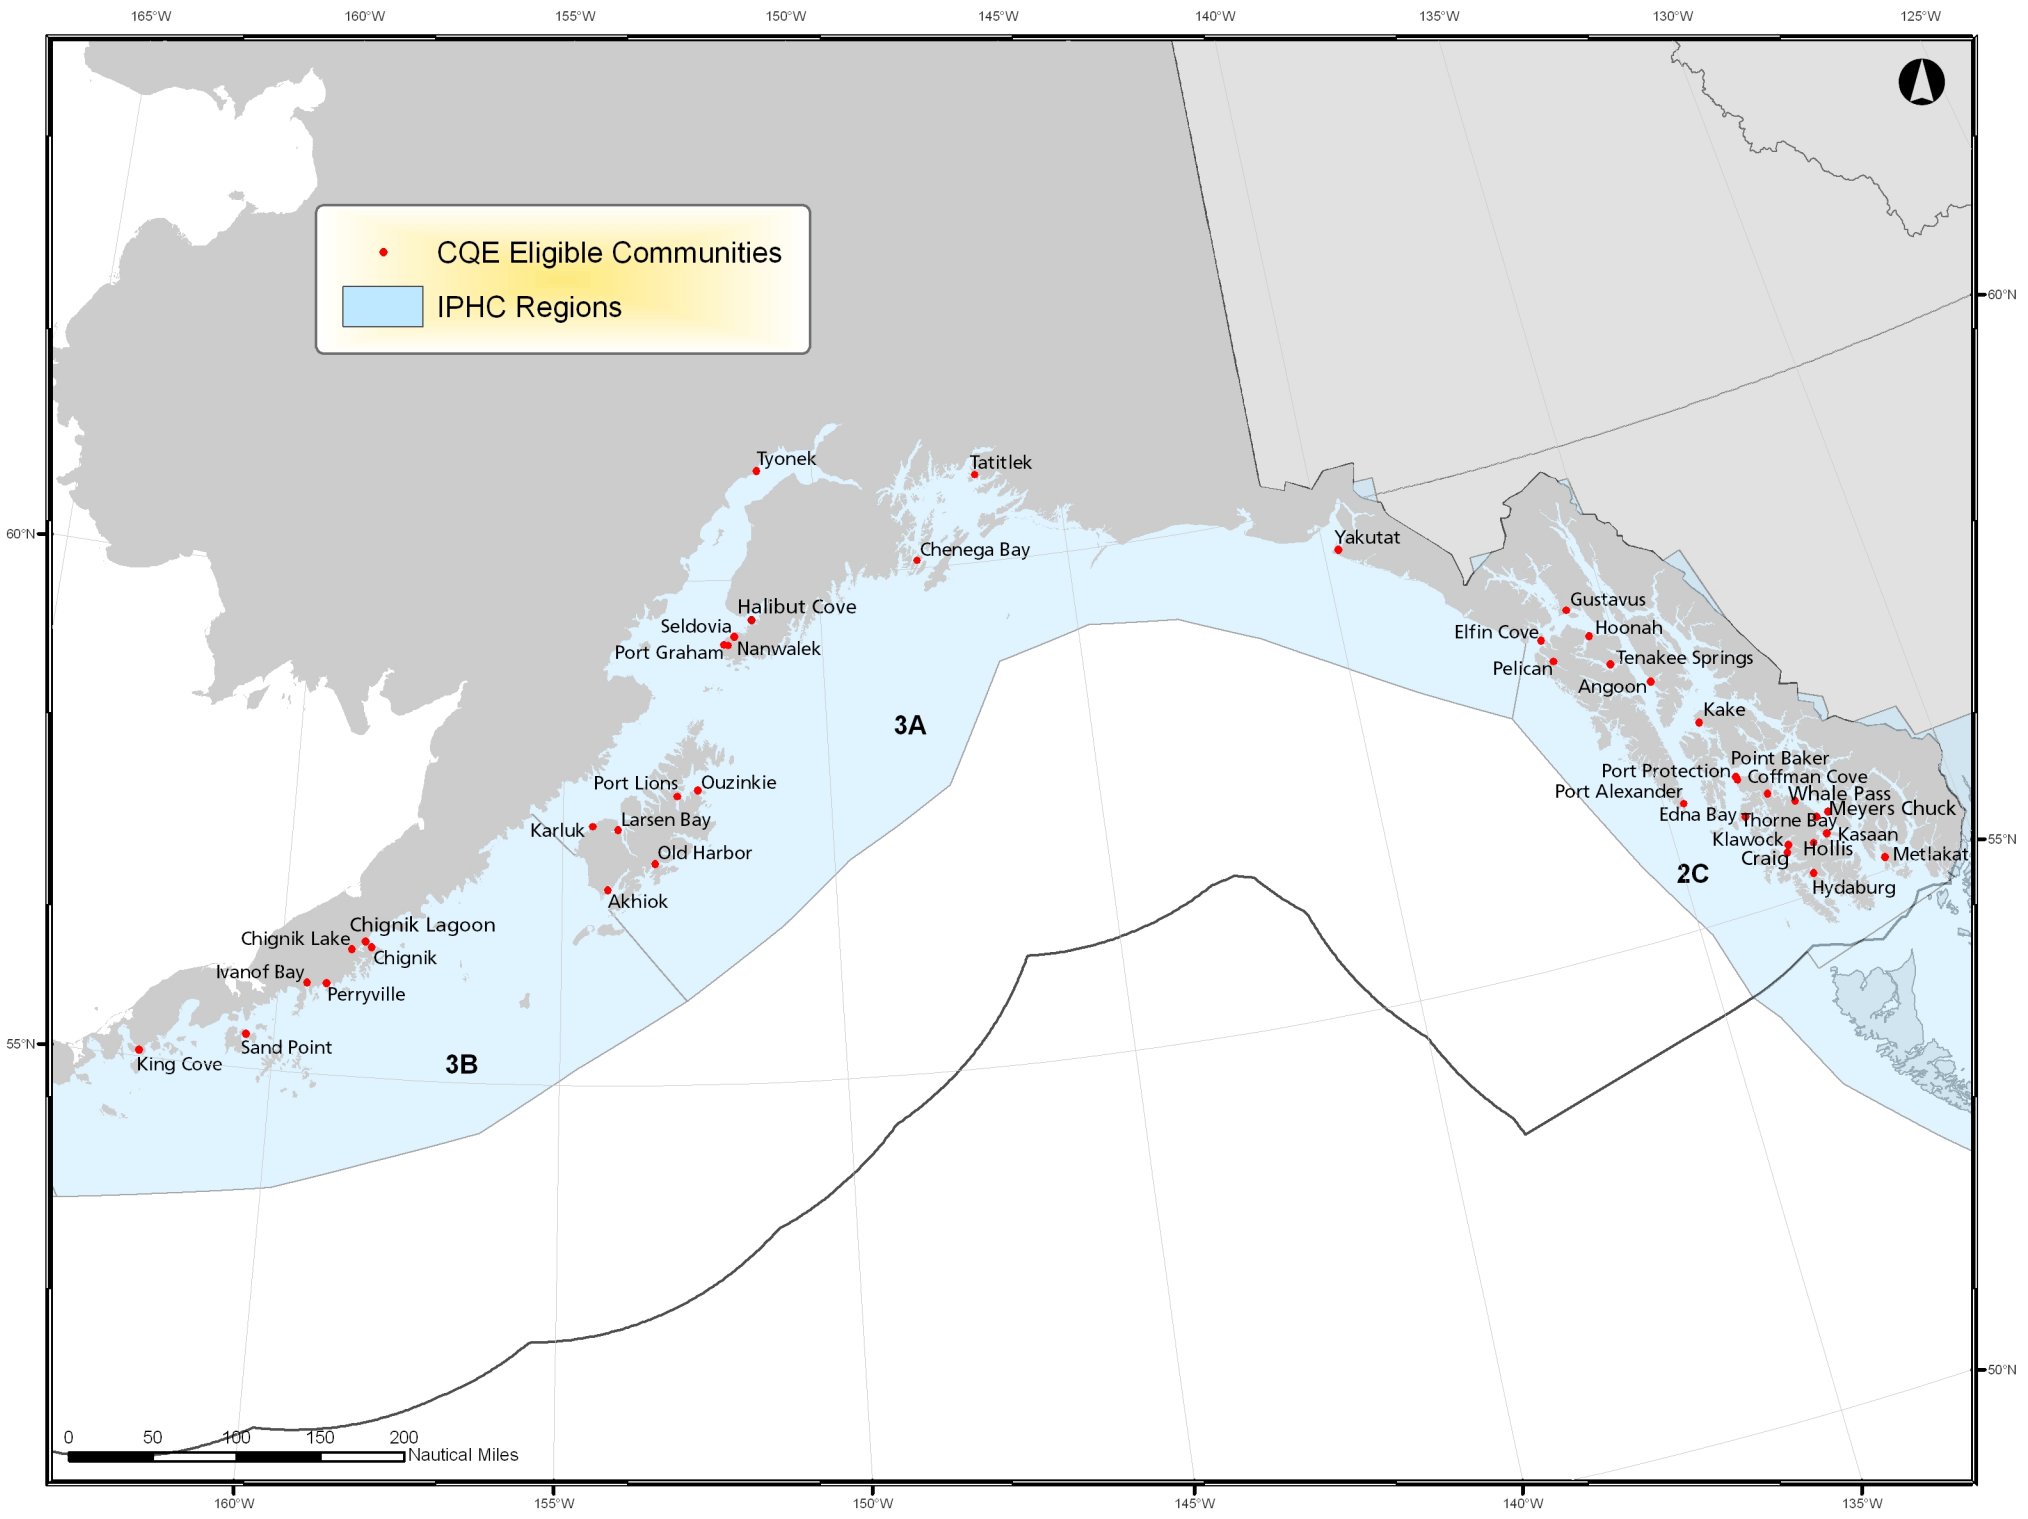 165°W 160°W 155°W 150°W 145°W 140°W 135°W 130°W 125°W
CQE Eligible Communities
IPHC Regions
60°N
60°N
55°N
55°N
50°N
Tyonek
Tatitlek
Chenega Bay
Yakutat
Halibut Cove
Seldovia
Port Graham
Nanwalek
Gustavus
Elfin Cove
Hoonah
Pelican
Tenakee Springs
Angoon
Kake
3A
Port Lions
Ouzinkie
Karluk
Larsen Bay
Old Harbor
Akhiok
Point Baker
Port Protection
Coffman Cove
Port Alexander
Whale Pass
Edna Bay
Thorne Bay
Meyers Chuck
Klawock
Kasaan
Craig
Hollis
Metlakat
Hydaburg
2C
Chignik Lagoon
Chignik Lake
Chignik
Ivanof Bay
Perryville
Sand Point
King Cove
3B
0 50 100 150 200
Nautical Miles
160°W 155°W 150°W 145°W 140°W 135°W